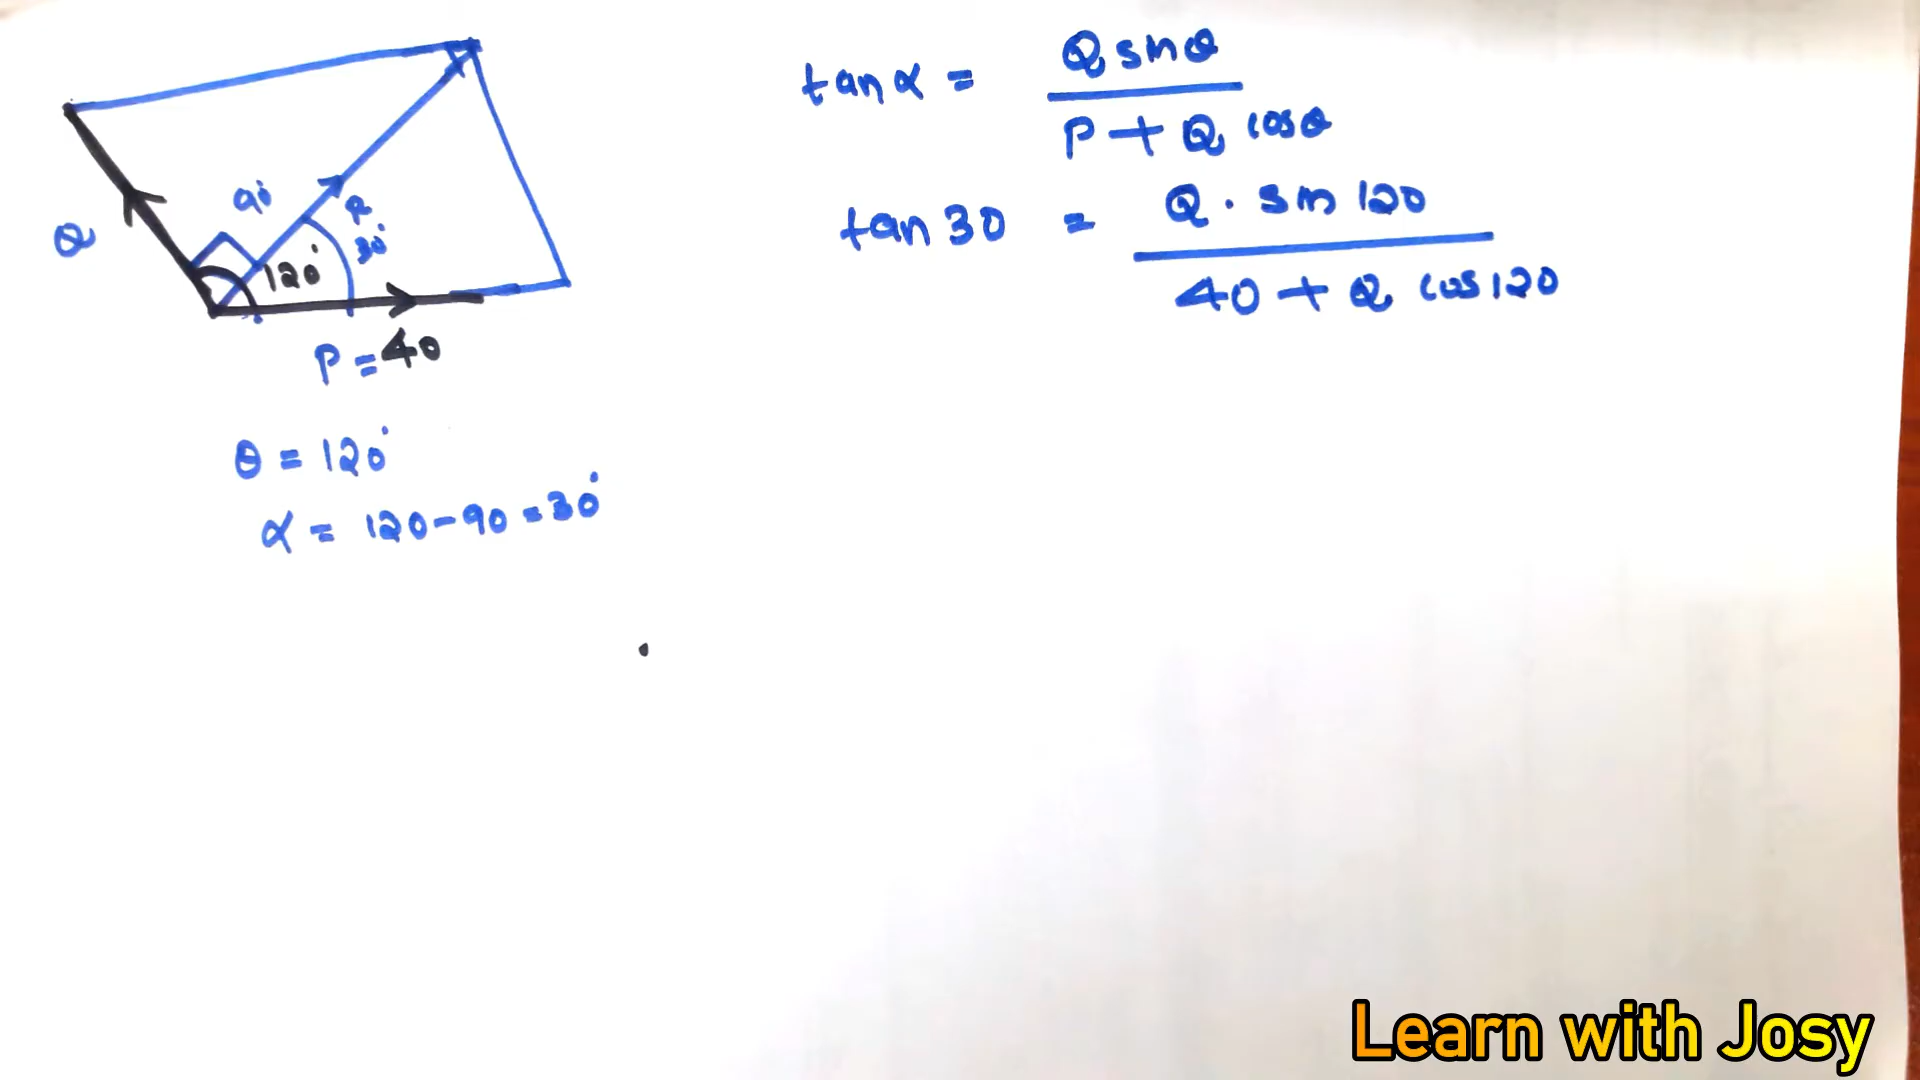 Q
90°
R
30°
120°
P = 40
θ = 120°
α = 120 - 90 = 30°
tan α = Q sin θ / P + Q cos θ
tan 30 = Q . sin 120 / 40 + Q cos 120
Learn with Josy